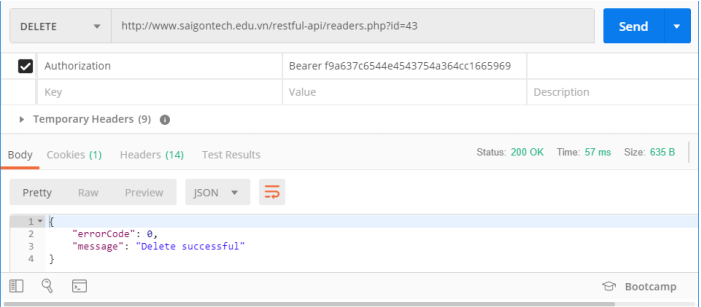 DELETE http://www.saigontech.edu.vn/restful-api/readers.php?id=43 Send
Authorization Bearer f9a637c6544e4543754a364cc1665969
Key Value Description
Temporary Headers (9)
Body Cookies (1) Headers (14) Test Results Status: 200 OK Time: 57 ms Size: 635 B
Pretty Raw Preview JSON
1 {
2 "errorCode": 0,
3 "message": "Delete successful"
4 }
Bootcamp